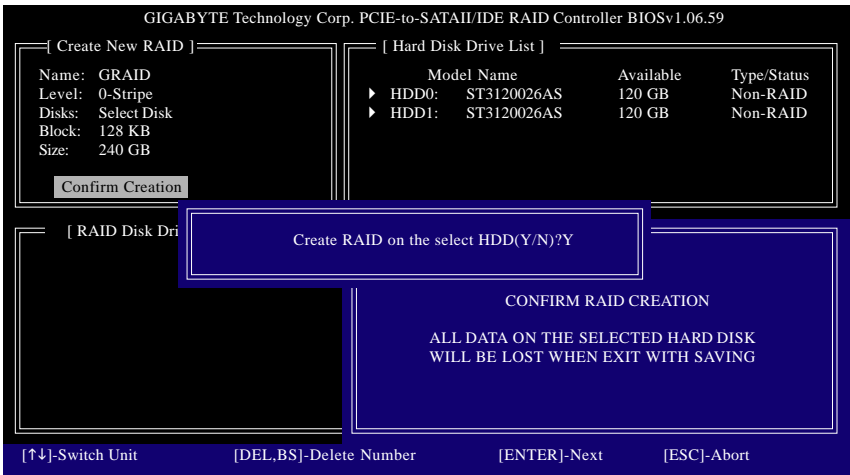 GIGABYTE Technology Corp. PCIE-to-SATAII/IDE RAID Controller BIOSv1.06.59
[ Create New RAID ]
Name: GRAID
Level: 0-Stripe
Disks: Select Disk
Block: 128 KB
Size: 240 GB
Confirm Creation
[ Hard Disk Drive List ]
Model Name Available Type/Status
HDD0: ST3120026AS 120 GB Non-RAID
HDD1: ST3120026AS 120 GB Non-RAID
[ RAID Disk Dri
Create RAID on the select HDD(Y/N)?Y
CONFIRM RAID CREATION
ALL DATA ON THE SELECTED HARD DISK
WILL BE LOST WHEN EXIT WITH SAVING
[↑↓]-Switch Unit [DEL,BS]-Delete Number [ENTER]-Next [ESC]-Abort